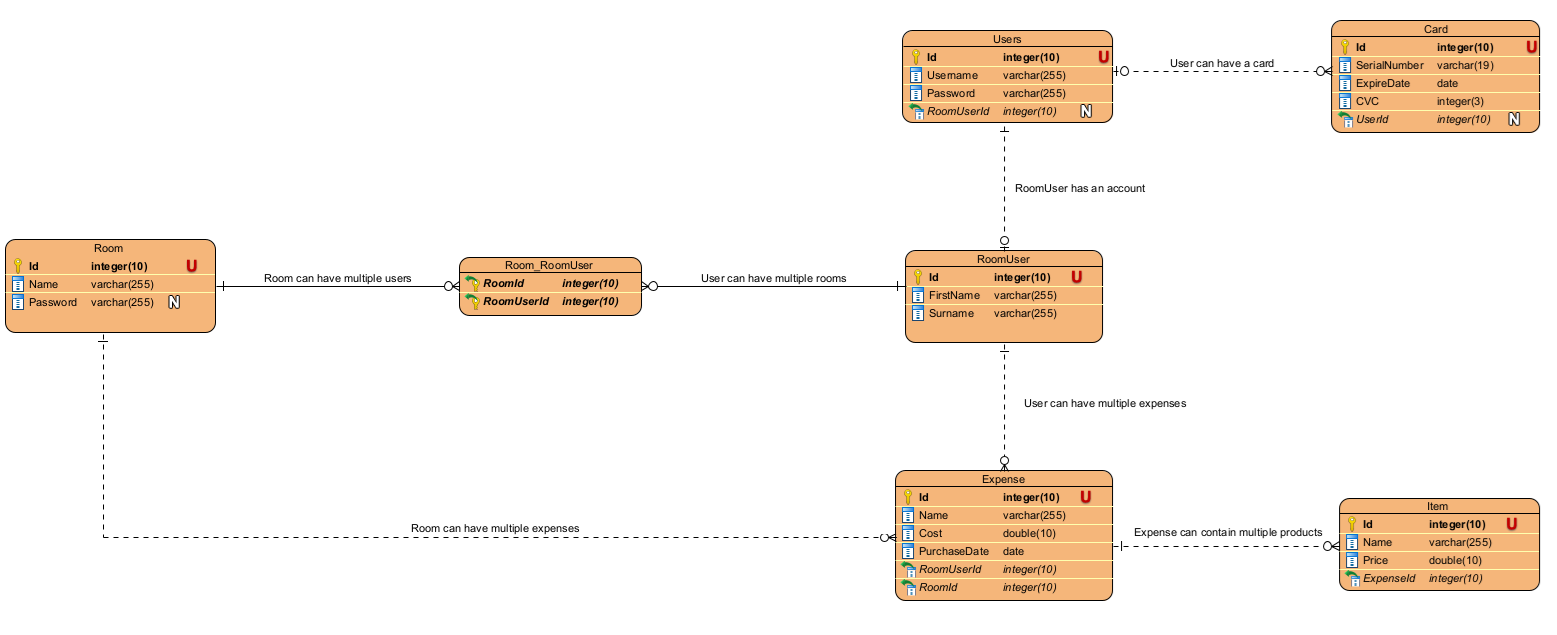 Users
Id integer(10) U
Username varchar(255)
Password varchar(255)
RoomUserId integer(10) N
User can have a card
Card
Id integer(10) U
SerialNumber varchar(19)
ExpireDate date
CVC integer(3)
UserId integer(10) N
RoomUser has an account
Room
Id integer(10) U
Name varchar(255)
Password varchar(255) N
Room can have multiple users
Room_RoomUser
RoomId integer(10)
RoomUserId integer(10)
User can have multiple rooms
RoomUser
Id integer(10) U
FirstName varchar(255)
Surname varchar(255)
User can have multiple expenses
Room can have multiple expenses
Expense
Id integer(10) U
Name varchar(255)
Cost double(10)
PurchaseDate date
RoomUserId integer(10)
RoomId integer(10)
Expense can contain multiple products
Item
Id integer(10) U
Name varchar(255)
Price double(10)
ExpenseId integer(10)